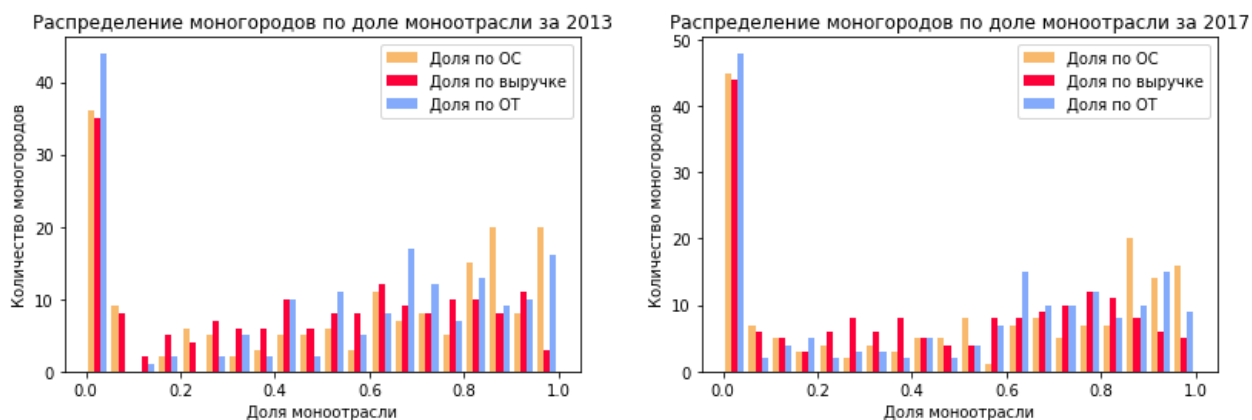 Распределение моногородов по доле моноотрасли за 2013
Количество моногородов
40
30
20
10
0
Доля по ОС
Доля по выручке
Доля по ОТ
0.0 0.2 0.4 0.6 0.8 1.0
Доля моноотрасли
Распределение моногородов по доле моноотрасли за 2017
Количество моногородов
50
40
30
20
10
0
Доля по ОС
Доля по выручке
Доля по ОТ
0.0 0.2 0.4 0.6 0.8 1.0
Доля моноотрасли